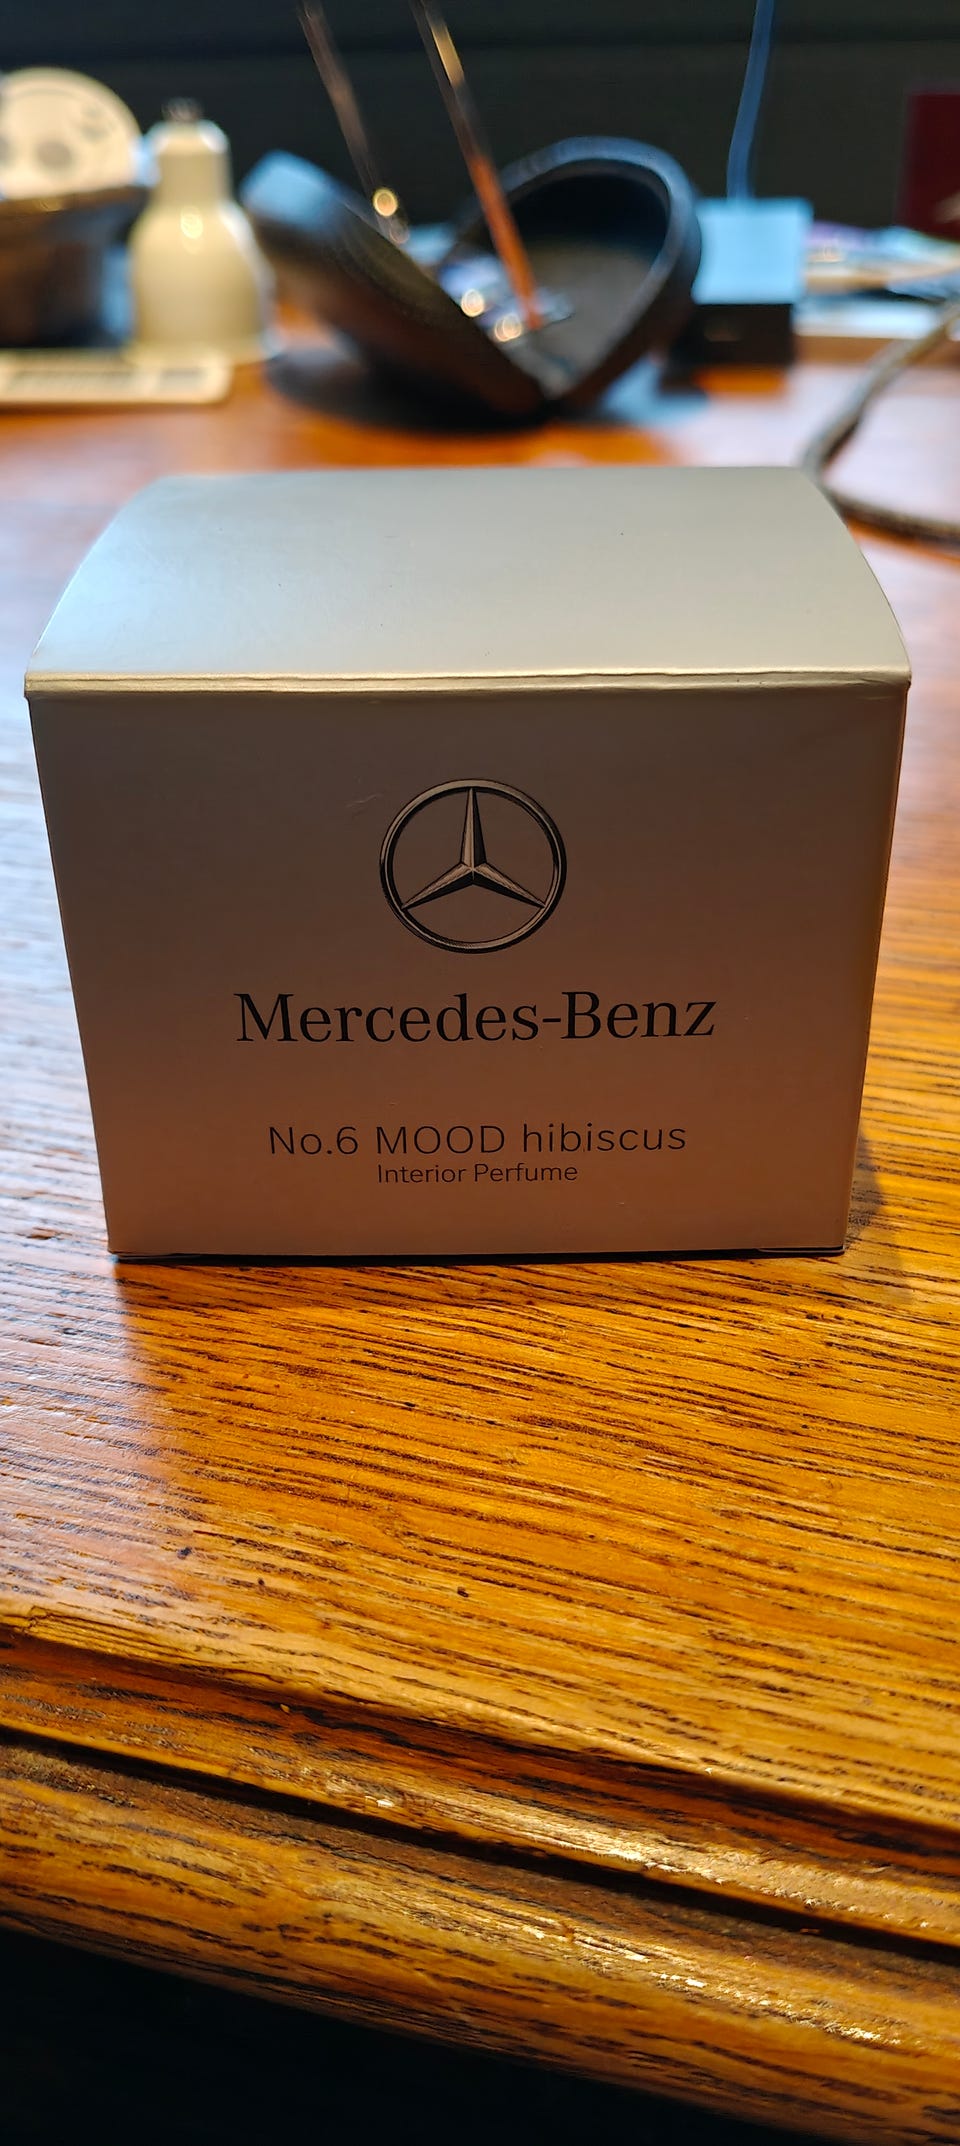 Mercedes-Benz
No.6 MOOD hibiscus
Interior Perfume